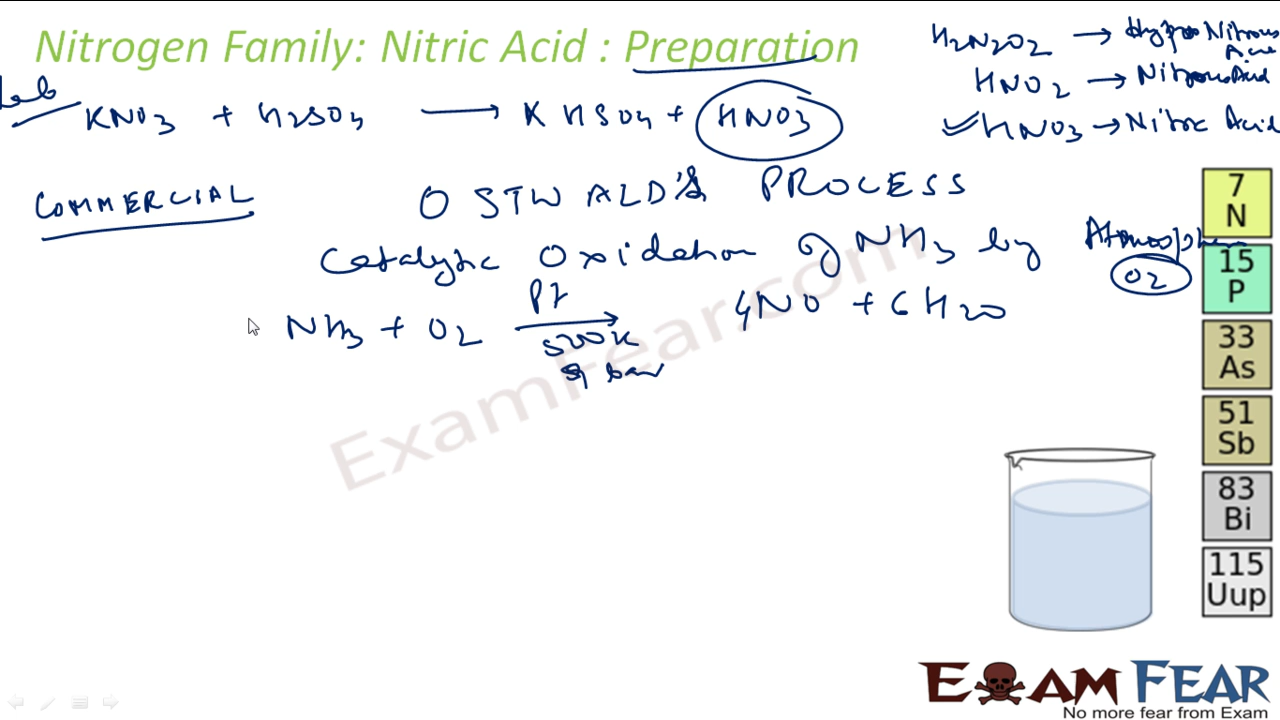 Nitrogen Family: Nitric Acid : Preparation
H2N2O2 → Hypo Nitrous Acid
HNO2 → Nitrous Acid
✓ HNO3 → Nitric Acid
Lab
KNO3 + H2SO4 → KHSO4 + HNO3
COMMERCIAL
OSTWALD'S PROCESS
Catalytic Oxidation of NH3 by Atmospheric O2
NH3 + O2 → 4NO + 6H2O
Pt
500K
9 bar
7
N
15
P
33
As
51
Sb
83
Bi
115
Uup
ExamFear.com
EXAM FEAR
No more fear from Exam